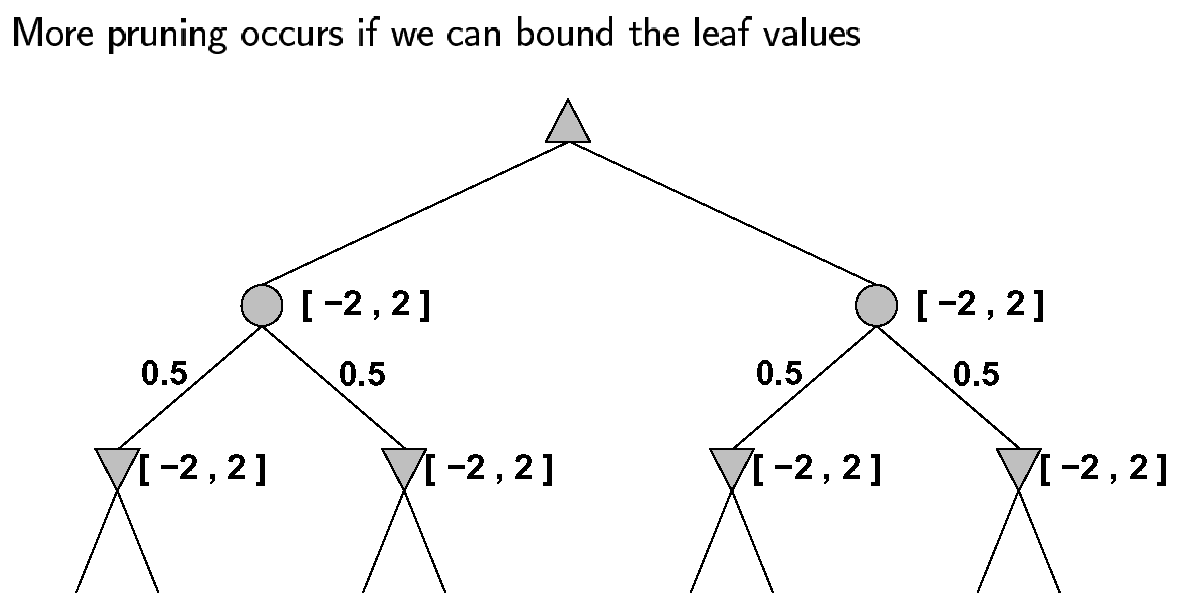 More pruning occurs if we can bound the leaf values
[ −2 , 2 ] [ −2 , 2 ]
0.5 0.5 0.5 0.5
[ −2 , 2 ] [ −2 , 2 ] [ −2 , 2 ] [ −2 , 2 ]